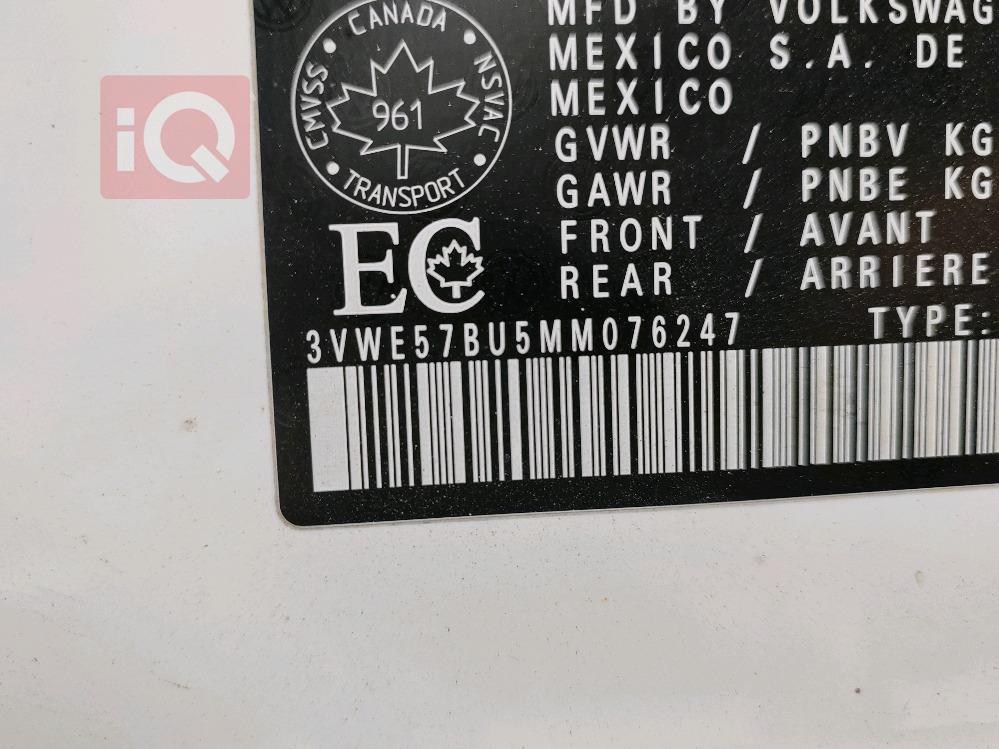 MFD BY VOLKSWAG
MEXICO S.A. DE
MEXICO
GVWR / PNBV KG
GAWR / PNBE KG
FRONT / AVANT
REAR / ARRIERE
CANADA
CMVSS
NSVAC
961
TRANSPORT
EC
3VWE57BU5MM076247
TYPE:
iQ